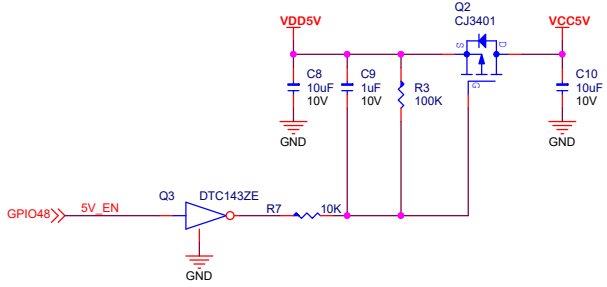 Q2
CJ3401
VDD5V
VCC5V
S
D
G
C8
10uF
10V
C9
1uF
10V
R3
100K
C10
10uF
10V
GND
GND
Q3
DTC143ZE
GPIO48
5V_EN
R7
10K
GND